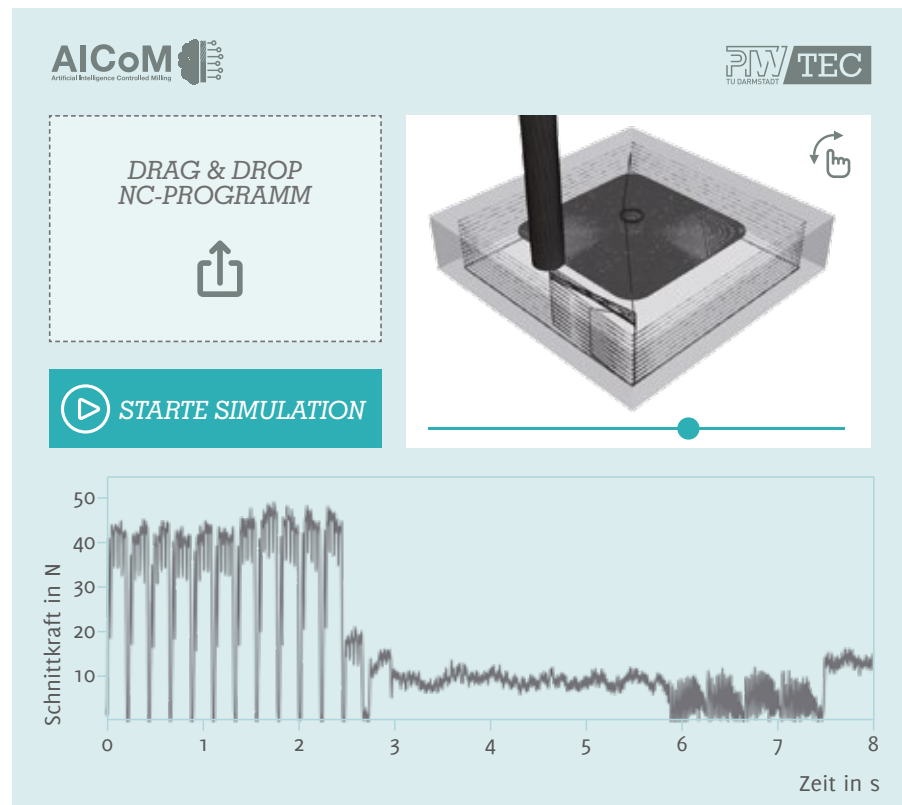 AICoM
Artificial Intelligence Controlled Milling
PTW TEC
TU DARMSTADT
DRAG & DROP
NC-PROGRAMM
STARTE SIMULATION
Schnittkraft in N
50
40
30
20
10
0 1 2 3 4 5 6 7 8
Zeit in s